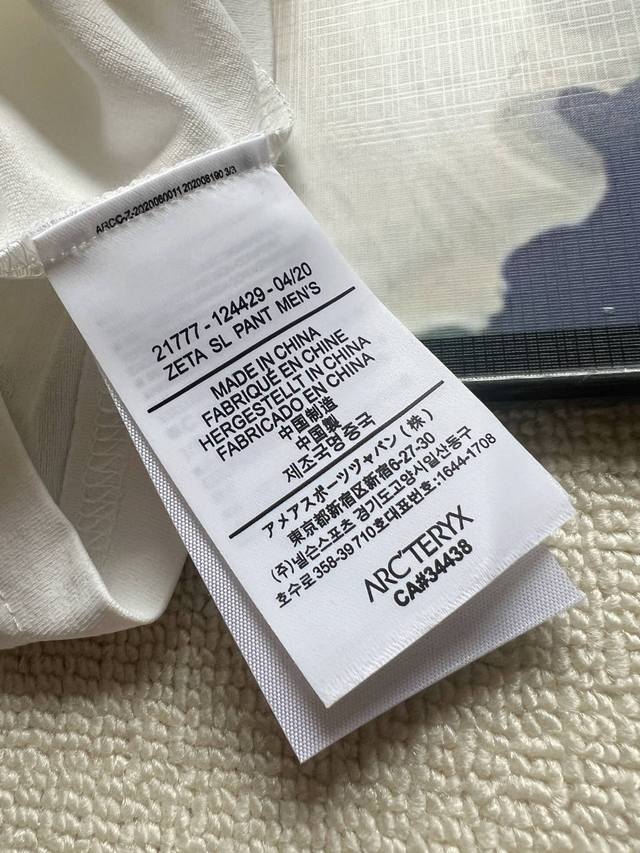 ARCC-Z-2020060011 202008190 3/3
21777 - 124429 - 04/20
ZETA SL PANT MEN'S
MADE IN CHINA
FABRIQUÉ EN CHINE
HERGESTELLT IN CHINA
FABRICADO EN CHINA
中国制造
中国製
제조국명:중국
アメアスポーツジャパン(株)
東京都新宿区新宿6-27-30
(주)넬슨스포츠 경기도고양시일산동구
호수로 358-39 710호대표번호:1644-1708
ARC'TERYX
CA#34438